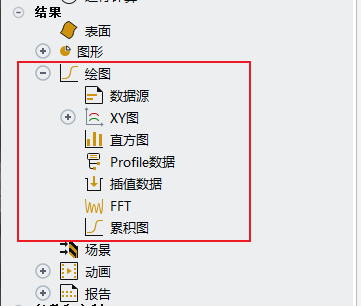 结果
表面
图形
绘图
数据源
XY图
直方图
Profile数据
插值数据
FFT
累积图
场景
动画
报告